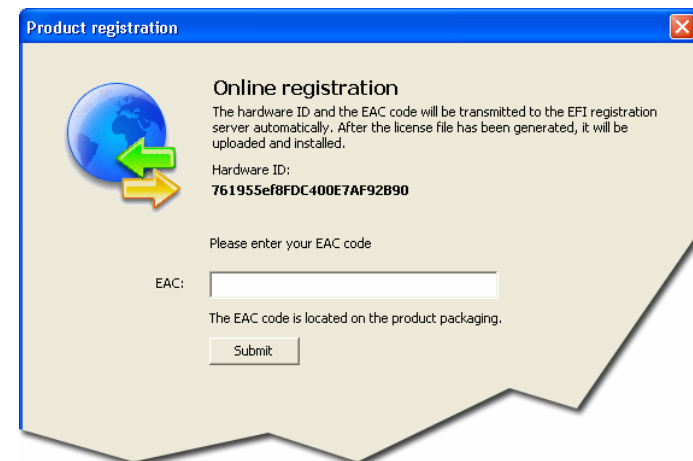 Product registration
Online registration
The hardware ID and the EAC code will be transmitted to the EFI registration
server automatically. After the license file has been generated, it will be
uploaded and installed.
Hardware ID:
761955ef8FDC400E7AF92B90
Please enter your EAC code
EAC:
The EAC code is located on the product packaging.
Submit